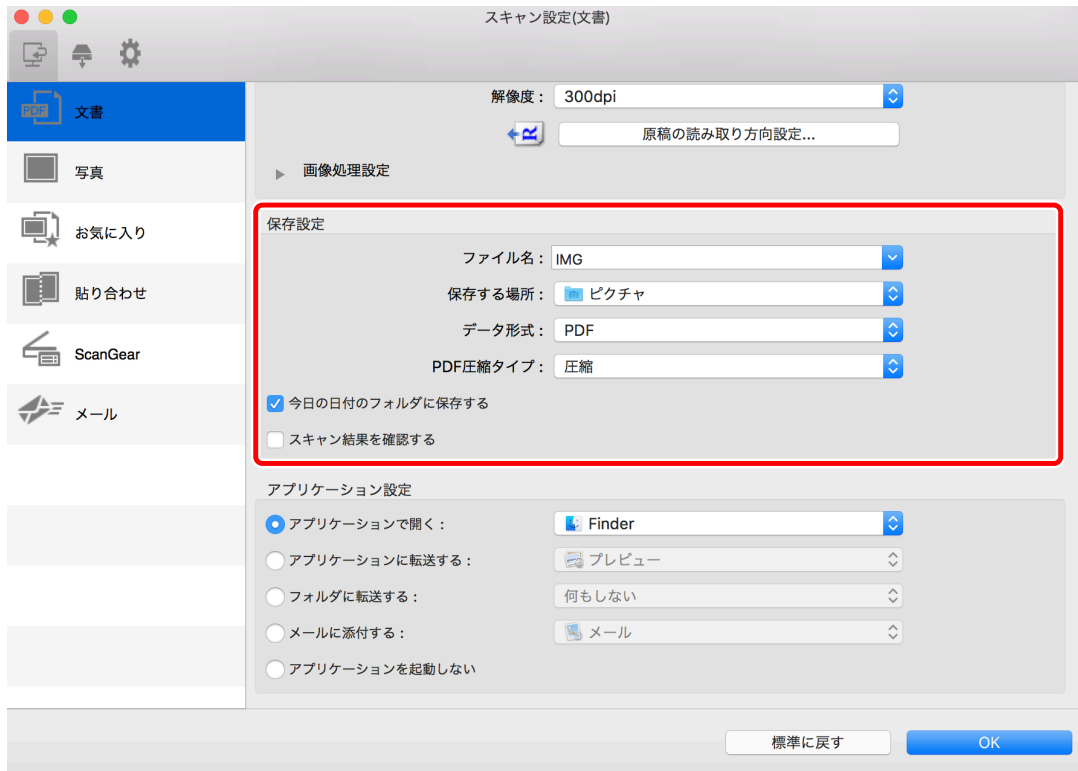 スキャン設定(文書)
PDF 文書
写真
お気に入り
貼り合わせ
ScanGear
メール
解像度： 300dpi
R 原稿の読み取り方向設定...
画像処理設定
保存設定
ファイル名： IMG
保存する場所： ピクチャ
データ形式： PDF
PDF圧縮タイプ： 圧縮
今日の日付のフォルダに保存する
スキャン結果を確認する
アプリケーション設定
アプリケーションで開く： Finder
アプリケーションに転送する： プレビュー
フォルダに転送する： 何もしない
メールに添付する： メール
アプリケーションを起動しない
標準に戻す OK